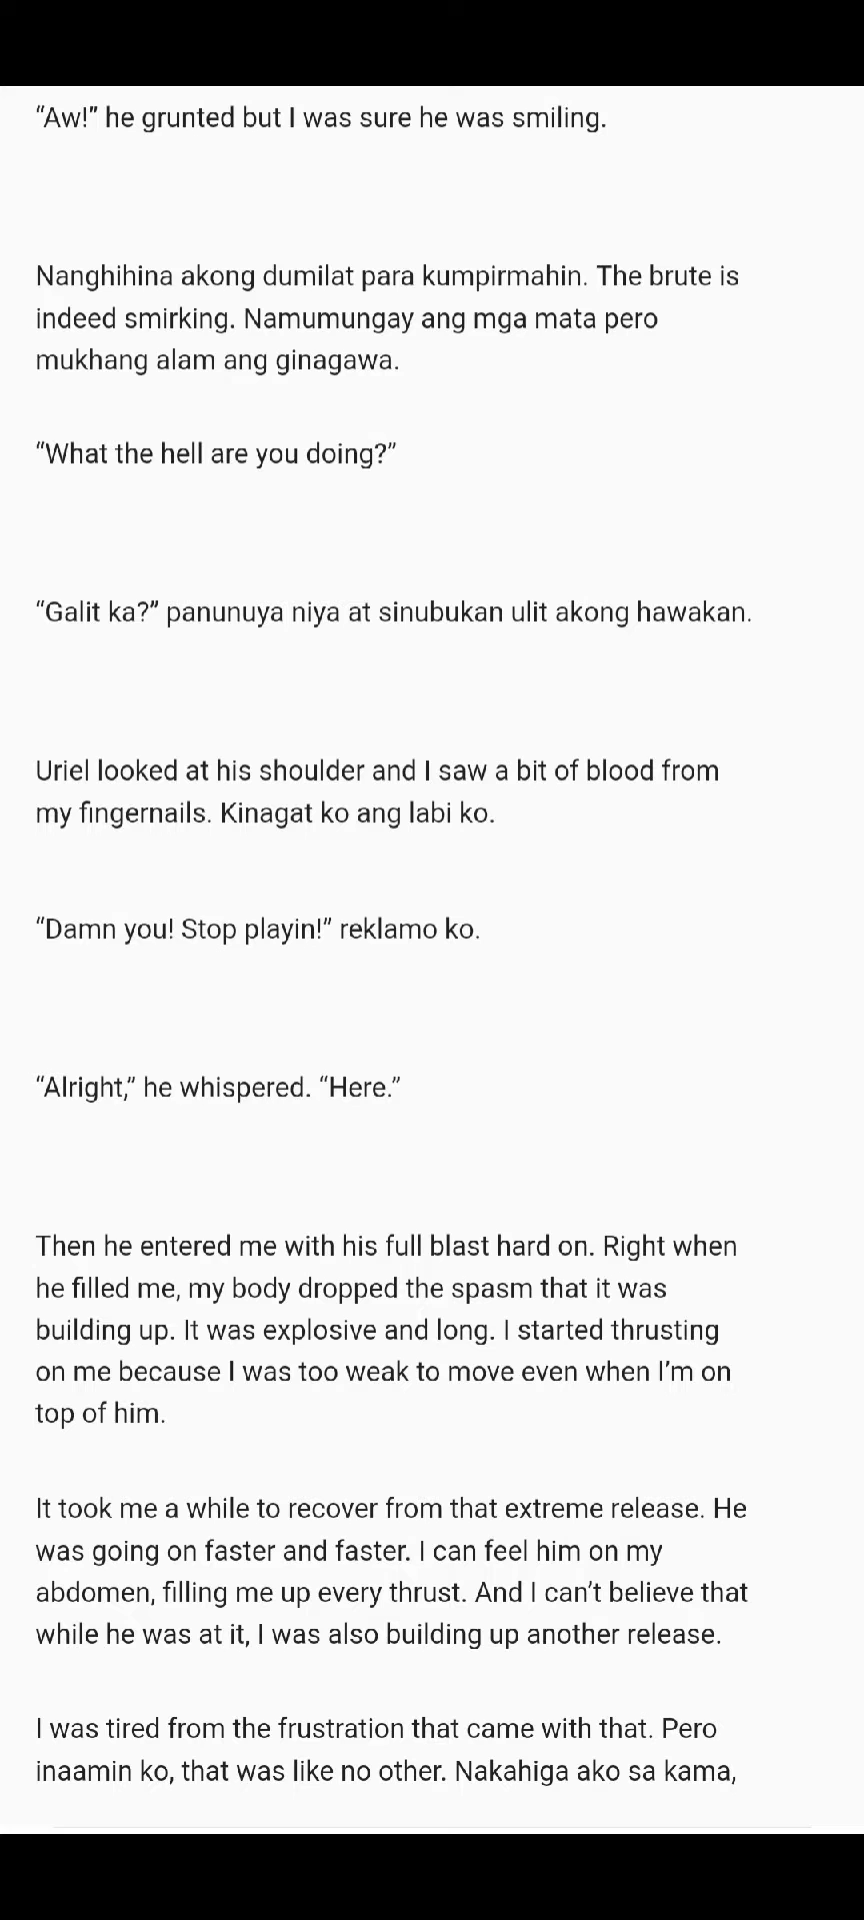 “Aw!” he grunted but I was sure he was smiling.
Nanghihina akong dumilat para kumpirmahin. The brute is
indeed smirking. Namumungay ang mga mata pero
mukhang alam ang ginagawa.
“What the hell are you doing?”
“Galit ka?” panunuya niya at sinubukan ulit akong hawakan.
Uriel looked at his shoulder and I saw a bit of blood from
my fingernails. Kinagat ko ang labi ko.
“Damn you! Stop playin!” reklamo ko.
“Alright,” he whispered. “Here.”
Then he entered me with his full blast hard on. Right when
he filled me, my body dropped the spasm that it was
building up. It was explosive and long. I started thrusting
on me because I was too weak to move even when I’m on
top of him.
It took me a while to recover from that extreme release. He
was going on faster and faster. I can feel him on my
abdomen, filling me up every thrust. And I can’t believe that
while he was at it, I was also building up another release.
I was tired from the frustration that came with that. Pero
inaamin ko, that was like no other. Nakahiga ako sa kama,